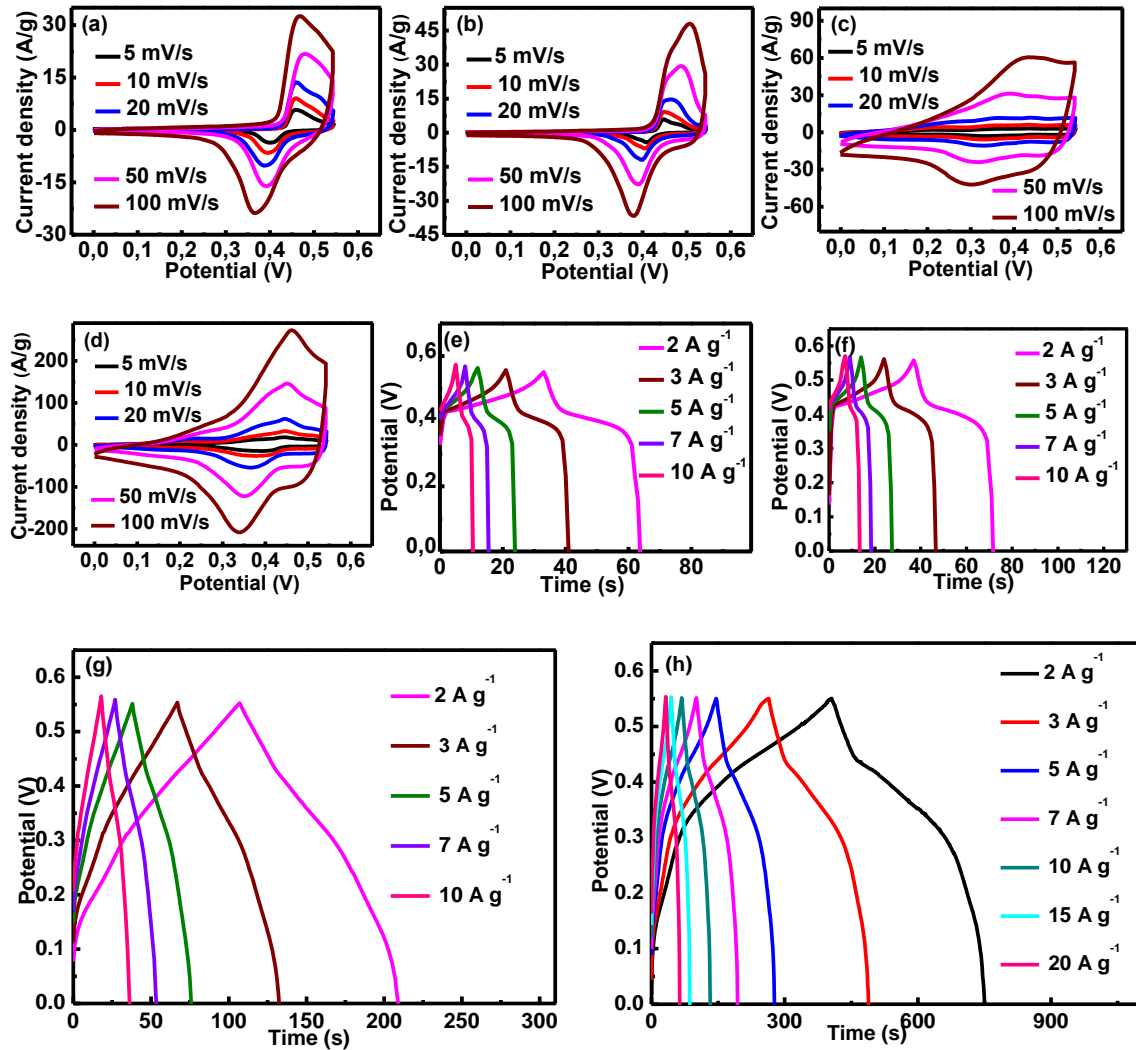 (a)
Current density (A/g)
30
15
0
-15
-30
5 mV/s
10 mV/s
20 mV/s
50 mV/s
100 mV/s
0,0 0,1 0,2 0,3 0,4 0,5 0,6
Potential (V)
(b)
Current density (A/g)
45
30
15
0
-15
-30
-45
5 mV/s
10 mV/s
20 mV/s
50 mV/s
100 mV/s
0,0 0,1 0,2 0,3 0,4 0,5 0,6
Potential (V)
(c)
Current density (A/g)
90
60
30
0
-30
-60
5 mV/s
10 mV/s
20 mV/s
50 mV/s
100 mV/s
0,0 0,1 0,2 0,3 0,4 0,5 0,6
Potential (V)
(d)
Current density (A/g)
200
100
0
-100
-200
5 mV/s
10 mV/s
20 mV/s
50 mV/s
100 mV/s
0,0 0,1 0,2 0,3 0,4 0,5 0,6
Potential (V)
(e)
Potential (V)
0,6
0,4
0,2
0,0
2 A g⁻¹
3 A g⁻¹
5 A g⁻¹
7 A g⁻¹
10 A g⁻¹
0 20 40 60 80
Time (s)
(f)
Potential (V)
0.6
0.5
0.4
0.3
0.2
0.1
0.0
2 A g⁻¹
3 A g⁻¹
5 A g⁻¹
7 A g⁻¹
10 A g⁻¹
0 20 40 60 80 100 120
Time (s)
(g)
Potential (V)
0.6
0.5
0.4
0.3
0.2
0.1
0.0
2 A g⁻¹
3 A g⁻¹
5 A g⁻¹
7 A g⁻¹
10 A g⁻¹
0 50 100 150 200 250 300
Time (s)
(h)
Potential (V)
0.6
0.5
0.4
0.3
0.2
0.1
0.0
2 A g⁻¹
3 A g⁻¹
5 A g⁻¹
7 A g⁻¹
10 A g⁻¹
15 A g⁻¹
20 A g⁻¹
0 300 600 900
Time (s)